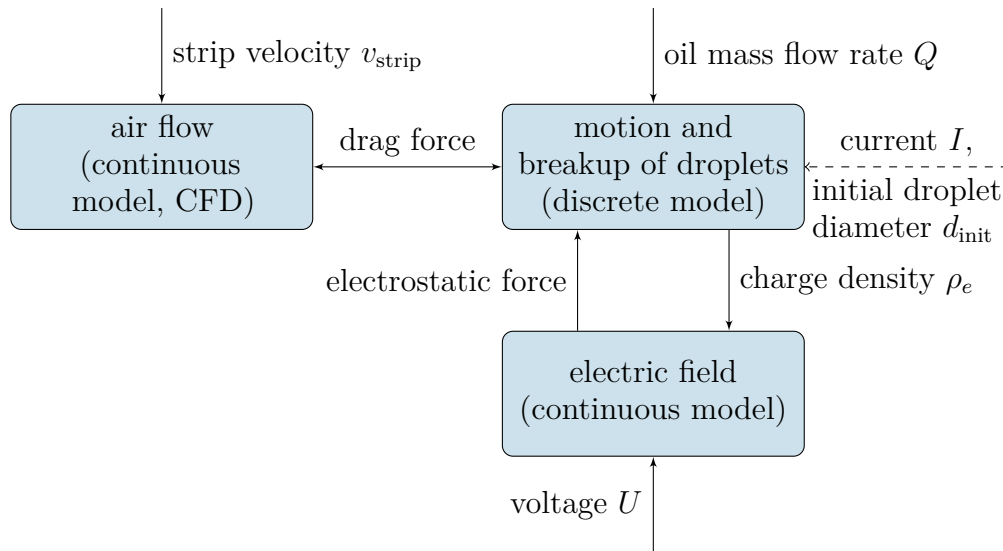 strip velocity v_strip
oil mass flow rate Q
air flow
(continuous
model, CFD)
drag force
motion and
breakup of droplets
(discrete model)
current I,
initial droplet
diameter d_init
electrostatic force
charge density ρ_e
electric field
(continuous model)
voltage U